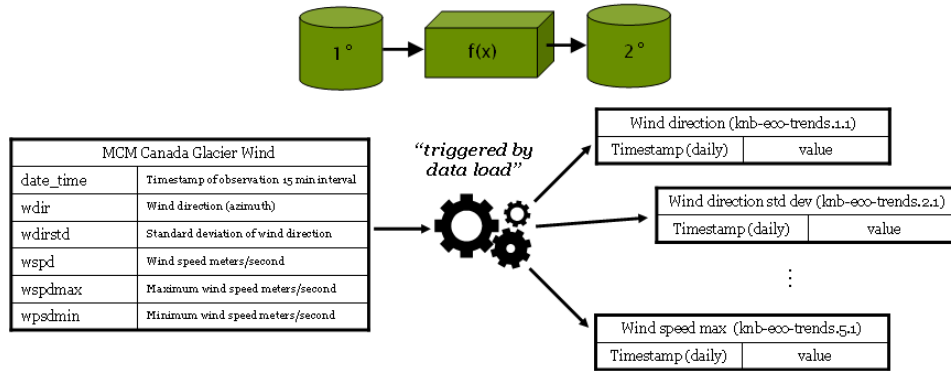 1°
f(x)
2°
MCM Canada Glacier Wind
date_time Timestamp of observation 15 min interval
wdir Wind direction (azimuth)
wdirstd Standard deviation of wind direction
wspd Wind speed meters/second
wspdmax Maximum wind speed meters/second
wpsdmin Minimum wind speed meters/second
“triggered by
data load”
Wind direction (knb-eco-trends.1.1)
Timestamp (daily) value
Wind direction std dev (knb-eco-trends.2.1)
Timestamp (daily) value
⋮
Wind speed max (knb-eco-trends.5.1)
Timestamp (daily) value